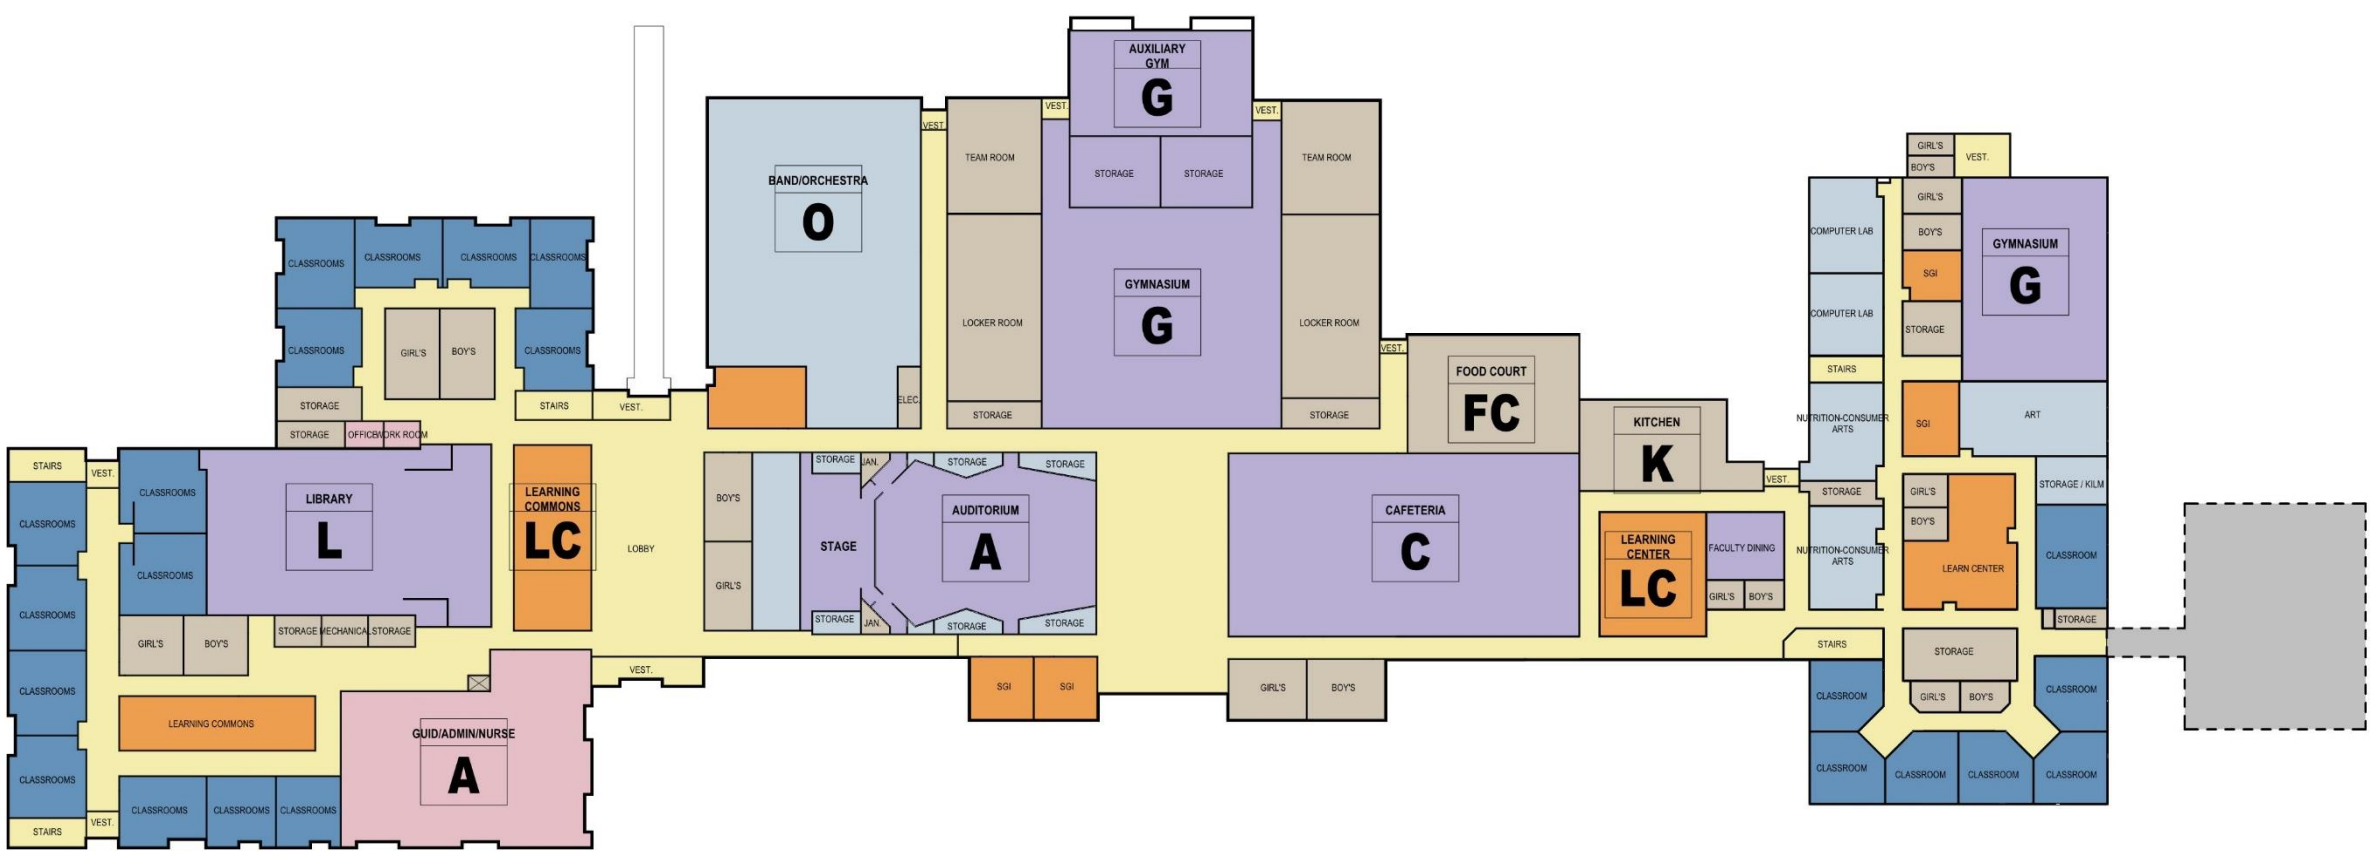 AUXILIARY
GYM
G
VEST.
VEST.
VEST.
TEAM ROOM
TEAM ROOM
STORAGE
STORAGE
BAND/ORCHESTRA
O
GYMNASIUM
G
LOCKER ROOM
LOCKER ROOM
STORAGE
STORAGE
ELEC.
VEST.
GIRL'S
BOY'S
VEST.
GIRL'S
BOY'S
COMPUTER LAB
GYMNASIUM
G
SGI
COMPUTER LAB
STORAGE
STAIRS
CLASSROOMS
CLASSROOMS
CLASSROOMS
CLASSROOMS
CLASSROOMS
GIRL'S
BOY'S
CLASSROOMS
STORAGE
STAIRS
VEST.
STORAGE
OFFICE
WORK ROOM
FOOD COURT
FC
KITCHEN
K
VEST.
NUTRITION-CONSUMER
ARTS
SGI
ART
STORAGE
STORAGE / KILM
STAIRS
VEST.
CLASSROOMS
CLASSROOMS
LIBRARY
L
LEARNING
COMMONS
LC
LOBBY
BOY'S
GIRL'S
STORAGE
JAN.
STORAGE
STORAGE
STAGE
AUDITORIUM
A
STORAGE
JAN.
STORAGE
STORAGE
CAFETERIA
C
LEARNING
CENTER
LC
FACULTY DINING
GIRL'S
BOY'S
NUTRITION-CONSUMER
ARTS
GIRL'S
BOY'S
LEARN CENTER
CLASSROOM
STORAGE
CLASSROOMS
CLASSROOMS
GIRL'S
BOY'S
STORAGE
MECHANICAL
STORAGE
CLASSROOMS
LEARNING COMMONS
CLASSROOMS
STAIRS
VEST.
CLASSROOMS
CLASSROOMS
CLASSROOMS
GUID/ADMIN/NURSE
A
VEST.
SGI
SGI
GIRL'S
BOY'S
STAIRS
STORAGE
CLASSROOM
GIRL'S
BOY'S
CLASSROOM
CLASSROOM
CLASSROOM
CLASSROOM
CLASSROOM